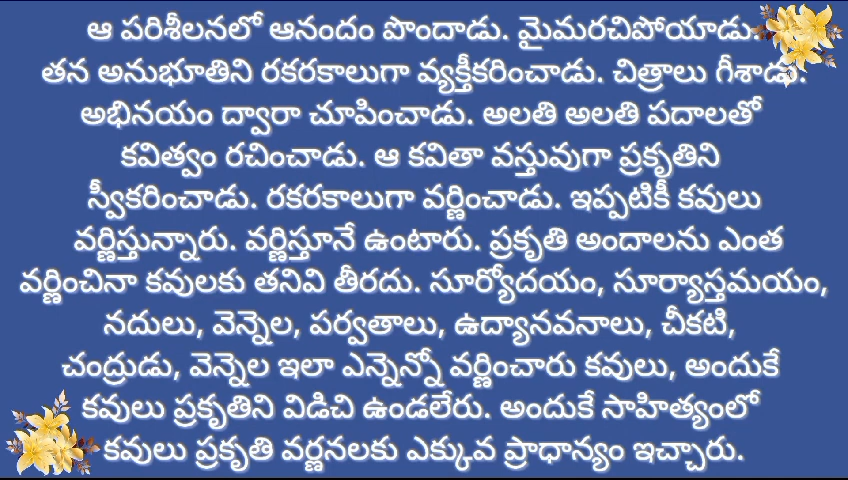 ఆ పరిశీలనలో ఆనందం పొందాడు. మైమరచిపోయాడు.
తన అనుభూతిని రకరకాలుగా వ్యక్తీకరించాడు. చిత్రాలు గీశాడు.
అభినయం ద్వారా చూపించాడు. అలతి అలతి పదాలతో
కవిత్వం రచించాడు. ఆ కవితా వస్తువుగా ప్రకృతిని
స్వీకరించాడు. రకరకాలుగా వర్ణించాడు. ఇప్పటికీ కవులు
వర్ణిస్తున్నారు. వర్ణిస్తూనే ఉంటారు. ప్రకృతి అందాలను ఎంత
వర్ణించినా కవులకు తనివి తీరదు. సూర్యోదయం, సూర్యాస్తమయం,
నదులు, వెన్నెల, పర్వతాలు, ఉద్యానవనాలు, చీకటి,
చంద్రుడు, వెన్నెల ఇలా ఎన్నెన్నో వర్ణించారు కవులు, అందుకే
కవులు ప్రకృతిని విడిచి ఉండలేరు. అందుకే సాహిత్యంలో
కవులు ప్రకృతి వర్ణనలకు ఎక్కువ ప్రాధాన్యం ఇచ్చారు.